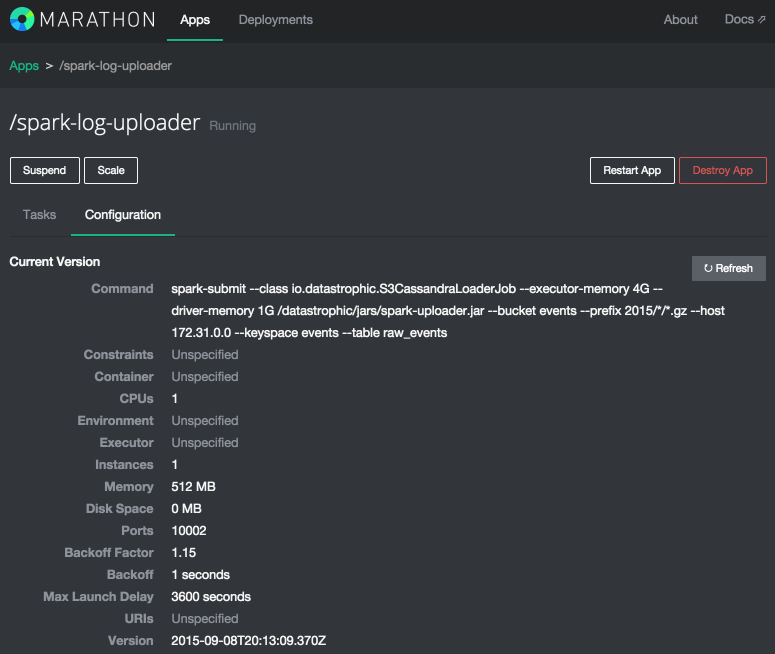 MARATHON Apps Deployments About Docs
Apps > /spark-log-uploader
/spark-log-uploader Running
Suspend Scale Restart App Destroy App
Tasks Configuration
Current Version
Refresh
Command spark-submit --class io.datastrophic.S3CassandraLoaderJob --executor-memory 4G --
driver-memory 1G /datastrophic/jars/spark-uploader.jar --bucket events --prefix 2015/*/*.gz --host
172.31.0.0 --keyspace events --table raw_events
Constraints Unspecified
Container Unspecified
CPUs 1
Environment Unspecified
Executor Unspecified
Instances 1
Memory 512 MB
Disk Space 0 MB
Ports 10002
Backoff Factor 1.15
Backoff 1 seconds
Max Launch Delay 3600 seconds
URIs Unspecified
Version 2015-09-08T20:13:09.370Z